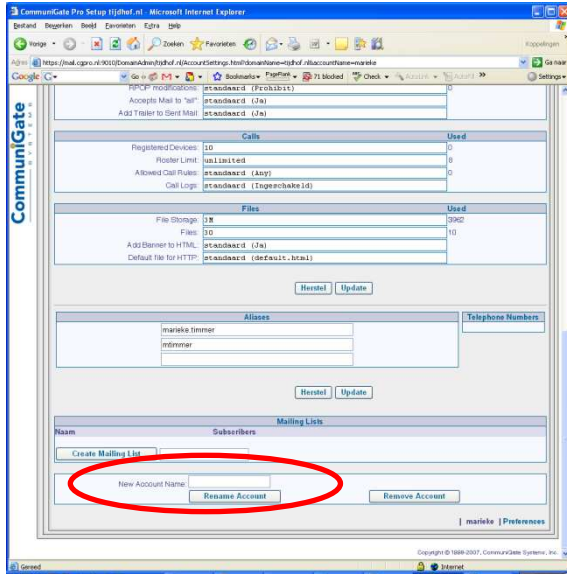 CommuniGate Pro Setup tijdhof.nl - Microsoft Internet Explorer
Bestand Bewerken Beeld Favorieten Extra Help
Vorige Zoeken Favorieten Koppelingen
Adres https://mail.cgpro.nl:9010/DomainAdmin/tijdhof.nl/AccountSettings.html?domainName=tijdhof.nl&accountName=marieke Ga naar
Google Go Bookmarks PageRank 71 blocked Check AutoLink AutoFill Settings
CommuniGate
RPOP modifications: standaard (Prohibit) 0
Accepts Mail to "all": standaard (Ja)
Add Trailer to Sent Mail: standaard (Ja)
Calls Used
Registered Devices: 10 0
Roster Limit: unlimited 8
Allowed Call Rules: standaard (Any) 0
Call Logs: standaard (Ingeschakeld)
Files Used
File Storage: 3M 3962
Files: 30 10
Add Banner to HTML: standaard (Ja)
Default file for HTTP: standaard (default.html)
Herstel Update
Aliases Telephone Numbers
marieke.timmer
mtimmer
Herstel Update
Mailing Lists
Naam Subscribers
Create Mailing List
New Account Name:
Rename Account Remove Account
| marieke | Preferences
Copyright © 1998-2007, CommuniGate Systems, Inc.
Gereed Internet